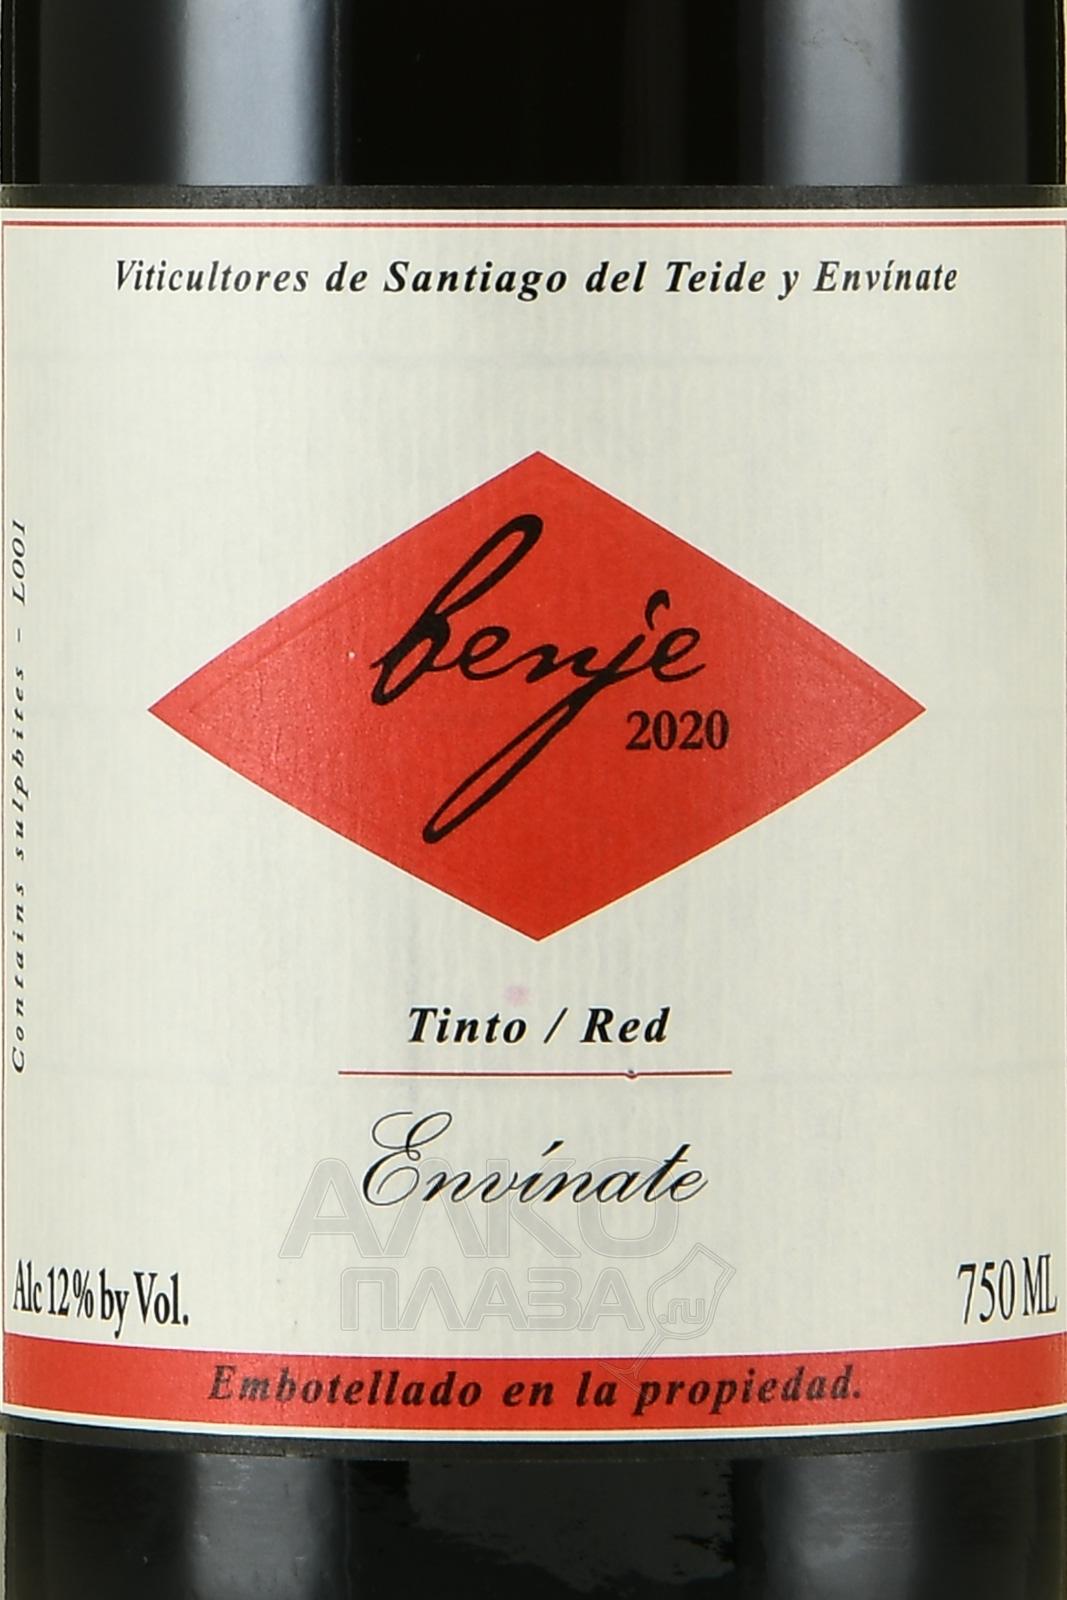 Viticultores de Santiago del Teide y Envínate
benje
2020
Contains sulphites - L001
Tinto / Red
Envínate
АЛКО
ПЛАЗА
.ru
Alc 12% by Vol.
750 ML
Embotellado en la propiedad.